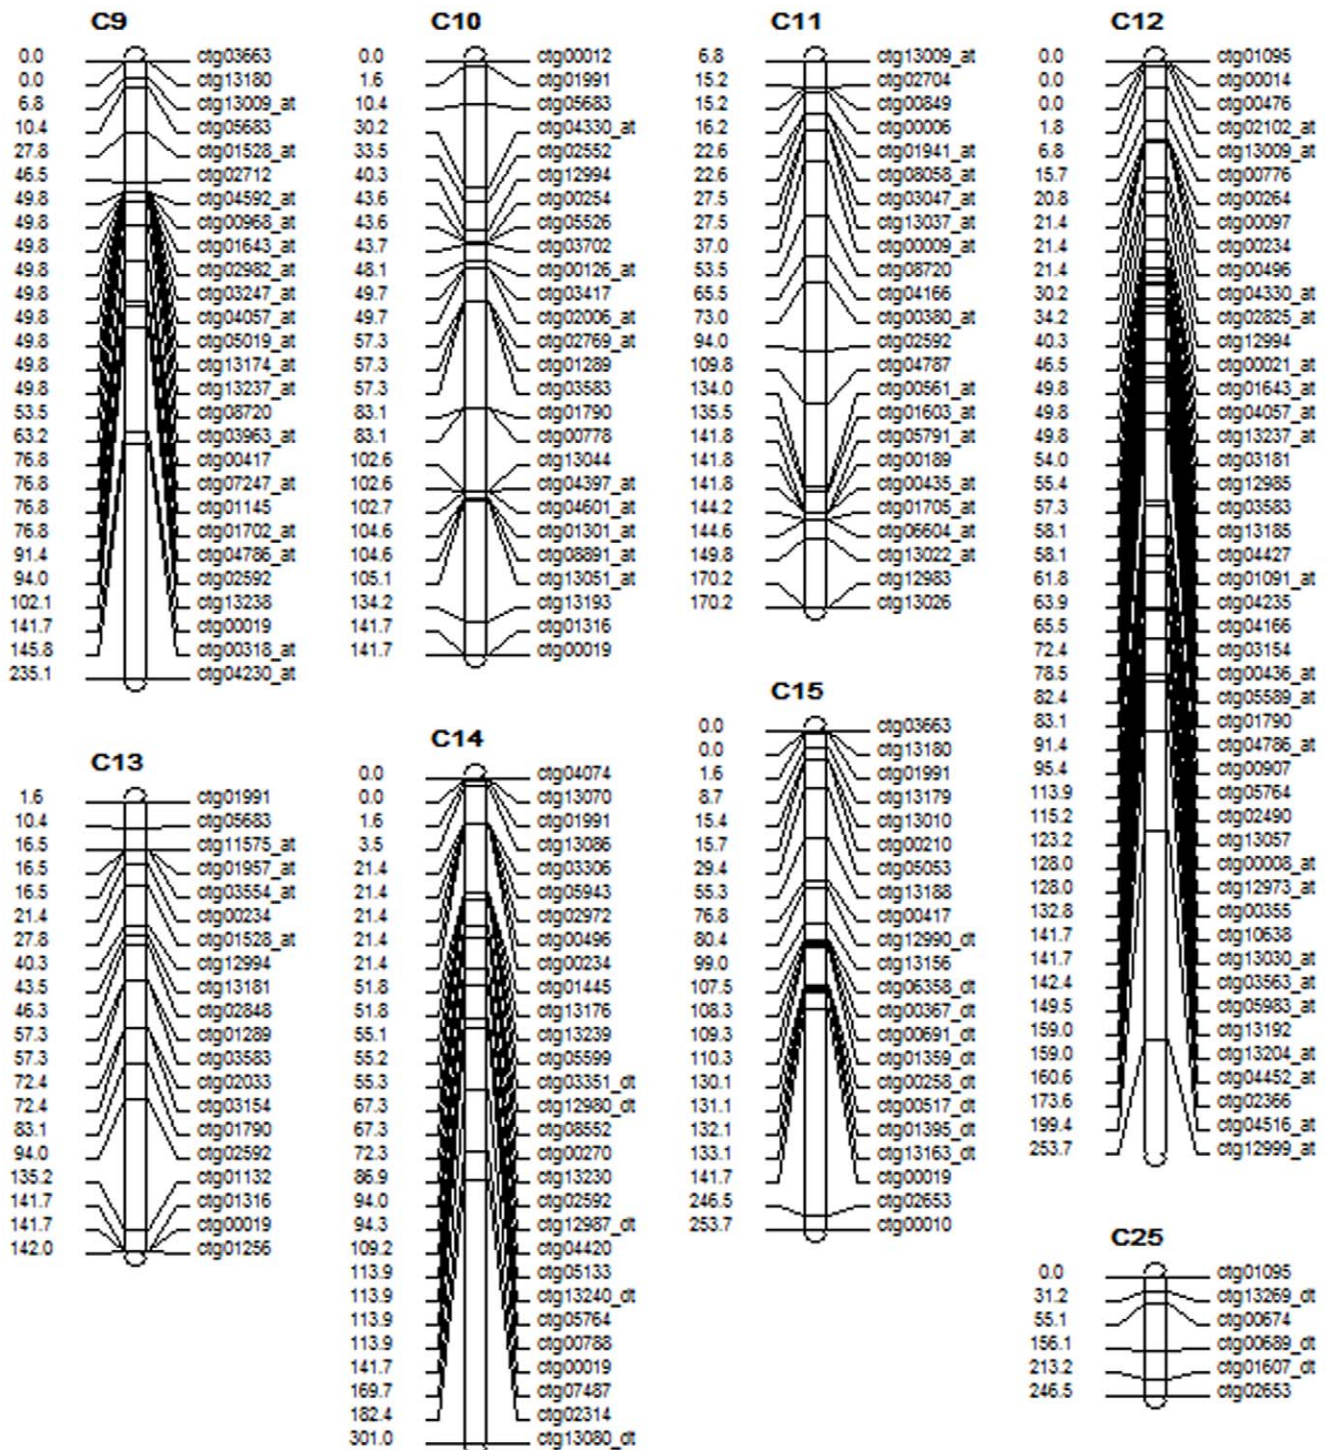 C9
0.0 ctg03663
0.0 ctg13180
6.8 ctg13009_at
10.4 ctg05683
27.8 ctg01528_at
46.5 ctg02712
49.8 ctg04592_at
49.8 ctg00968_at
49.8 ctg01643_at
49.8 ctg02982_at
49.8 ctg03247_at
49.8 ctg04057_at
49.8 ctg05019_at
49.8 ctg13174_at
49.8 ctg13237_at
53.5 ctg08720
63.2 ctg03963_at
76.8 ctg00417
76.8 ctg07247_at
76.8 ctg01145
76.8 ctg01702_at
91.4 ctg04786_at
94.0 ctg02592
102.1 ctg13238
141.7 ctg00019
145.8 ctg00318_at
235.1 ctg04230_at
C10
0.0 ctg00012
1.6 ctg01991
10.4 ctg05683
30.2 ctg04330_at
33.5 ctg02552
40.3 ctg12994
43.6 ctg00254
43.6 ctg05526
43.7 ctg03702
48.1 ctg00126_at
49.7 ctg03417
49.7 ctg02006_at
57.3 ctg02769_at
57.3 ctg01289
57.3 ctg03583
83.1 ctg01790
83.1 ctg00778
102.6 ctg13044
102.6 ctg04397_at
102.7 ctg04601_at
104.6 ctg01301_at
104.6 ctg08891_at
105.1 ctg13051_at
134.2 ctg13193
141.7 ctg01316
141.7 ctg00019
C11
6.8 ctg13009_at
15.2 ctg02704
15.2 ctg00849
16.2 ctg00006
22.6 ctg01941_at
22.6 ctg08058_at
27.5 ctg03047_at
27.5 ctg13037_at
37.0 ctg00009_at
53.5 ctg08720
65.5 ctg04166
73.0 ctg00380_at
94.0 ctg02592
109.8 ctg04787
134.0 ctg00561_at
135.5 ctg01603_at
141.8 ctg05791_at
141.8 ctg00189
141.8 ctg00435_at
144.2 ctg01705_at
144.6 ctg06604_at
149.8 ctg13022_at
170.2 ctg12983
170.2 ctg13026
C12
0.0 ctg01095
0.0 ctg00014
0.0 ctg00476
1.8 ctg02102_at
6.8 ctg13009_at
15.7 ctg00776
20.8 ctg00264
21.4 ctg00097
21.4 ctg00234
21.4 ctg00496
30.2 ctg04330_at
34.2 ctg02825_at
40.3 ctg12994
46.5 ctg00021_at
49.8 ctg01643_at
49.8 ctg04057_at
49.8 ctg13237_at
54.0 ctg03181
55.4 ctg12985
57.3 ctg03583
58.1 ctg13185
58.1 ctg04427
61.8 ctg01091_at
63.9 ctg04235
65.5 ctg04166
72.4 ctg03154
78.5 ctg00436_at
82.4 ctg05589_at
83.1 ctg01790
91.4 ctg04786_at
95.4 ctg00907
113.9 ctg05764
115.2 ctg02490
123.2 ctg13057
128.0 ctg00008_at
128.0 ctg12973_at
132.8 ctg00355
141.7 ctg10638
141.7 ctg13030_at
142.4 ctg03563_at
149.5 ctg05983_at
159.0 ctg13192
159.0 ctg13204_at
160.6 ctg04452_at
173.6 ctg02366
199.4 ctg04516_at
253.7 ctg12999_at
C13
1.6 ctg01991
10.4 ctg05683
16.5 ctg11575_at
16.5 ctg01957_at
16.5 ctg03554_at
21.4 ctg00234
27.8 ctg01528_at
40.3 ctg12994
43.5 ctg13181
46.3 ctg02848
57.3 ctg01289
57.3 ctg03583
72.4 ctg02033
72.4 ctg03154
83.1 ctg01790
94.0 ctg02592
135.2 ctg01132
141.7 ctg01316
141.7 ctg00019
142.0 ctg01256
C14
0.0 ctg04074
0.0 ctg13070
1.6 ctg01991
3.5 ctg13086
21.4 ctg03306
21.4 ctg05943
21.4 ctg02972
21.4 ctg00496
21.4 ctg00234
51.8 ctg01445
51.8 ctg13176
55.1 ctg13239
55.2 ctg05599
55.3 ctg03351_dt
67.3 ctg12980_dt
67.3 ctg08552
72.3 ctg00270
86.9 ctg13230
94.0 ctg02592
94.3 ctg12987_dt
109.2 ctg04420
113.9 ctg05133
113.9 ctg13240_dt
113.9 ctg05764
113.9 ctg00788
141.7 ctg00019
169.7 ctg07487
182.4 ctg02314
301.0 ctg13080_dt
C15
0.0 ctg03663
0.0 ctg13180
1.6 ctg01991
8.7 ctg13179
15.4 ctg13010
15.7 ctg00210
29.4 ctg05053
55.3 ctg13188
76.8 ctg00417
80.4 ctg12990_dt
99.0 ctg13156
107.5 ctg06358_dt
108.3 ctg00367_dt
109.3 ctg00691_dt
110.3 ctg01359_dt
130.1 ctg00258_dt
131.1 ctg00517_dt
132.1 ctg01395_dt
133.1 ctg13163_dt
141.7 ctg00019
246.5 ctg02653
253.7 ctg00010
C25
0.0 ctg01095
31.2 ctg13269_dt
55.1 ctg00674
156.1 ctg00689_dt
213.2 ctg01607_dt
246.5 ctg02653